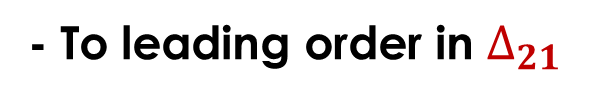 - To leading order in Δ₂₁